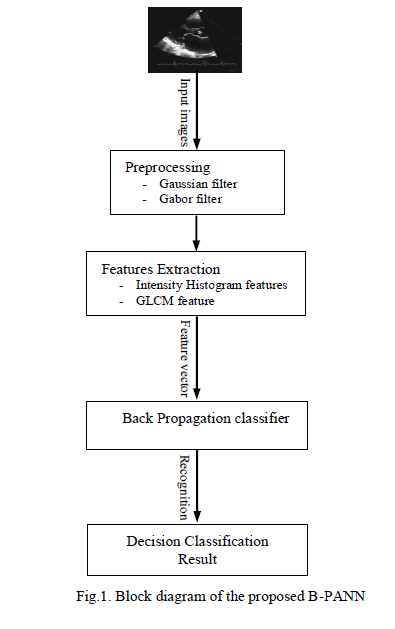 Input images
Preprocessing
- Gaussian filter
- Gabor filter
Features Extraction
- Intensity Histogram features
- GLCM feature
Feature vector
Back Propagation classifier
Recognition
Decision Classification
Result
Fig.1. Block diagram of the proposed B-PANN